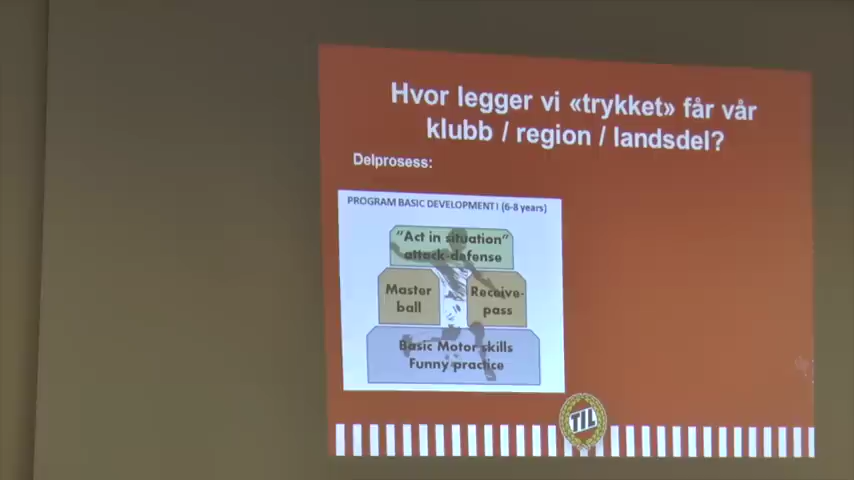 Hvor legger vi «trykket» får vår
klubb / region / landsdel?
Delprosess:
PROGRAM BASIC DEVELOPMENT I (6-8 years)
"Act in situation"
attack-defense
Master
ball
Receive-
pass
Basic Motor skills
Funny practice
TIL